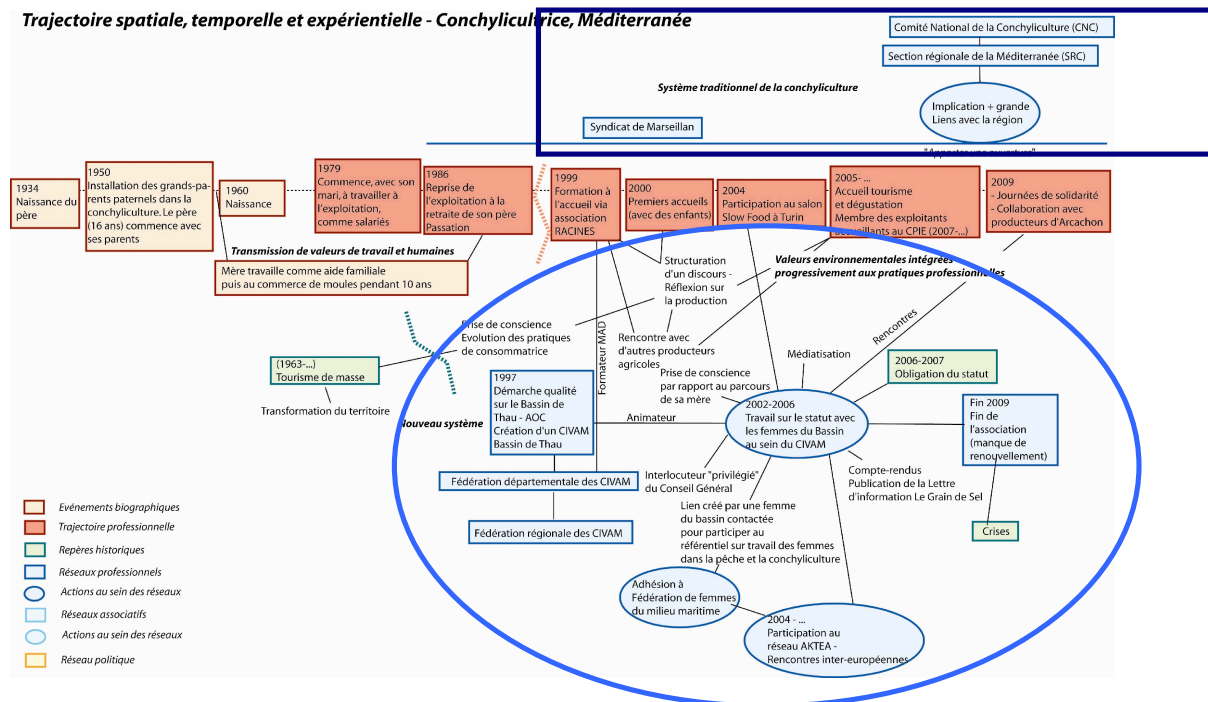 Trajectoire spatiale, temporelle et expérientielle - Conchylicultrice, Méditerranée
Comité National de la Conchyliculture (CNC)
Section régionale de la Méditerranée (SRC)
Système traditionnel de la conchyliculture
Implication + grande
Liens avec la région
Syndicat de Marseillan
"Apporter une ouverture"
1934
Naissance du
père
1950
Installation des grands-pa-
rents paternels dans la
conchyliculture. Le père
(16 ans) commence avec
ses parents
1960
Naissance
1979
Commence, avec son
mari, à travailler à
l'exploitation,
comme salariés
1986
Reprise de
l'exploitation à la
retraite de son père
Passation
1999
Formation à
l'accueil via
association
RACINES
2000
Premiers accueils
(avec des enfants)
2004
Participation au salon
Slow Food à Turin
2005- ...
Accueil tourisme
et dégustation
Membre des exploitants
accueillants au CPIE (2007-...)
2009
- Journées de solidarité
- Collaboration avec
producteurs d'Arcachon
Transmission de valeurs de travail et humaines
Mère travaille comme aide familiale
puis au commerce de moules pendant 10 ans
Structuration
d'un discours -
Réflexion sur
la production
Valeurs environnementales intégrées
progressivement aux pratiques professionnelles
Prise de conscience
Evolution des pratiques
de consommatrice
Formateur MAD
Rencontre avec
d'autres producteurs
agricoles
Rencontres
Médiatisation
2006-2007
Obligation du statut
(1963-...)
Tourisme de masse
Transformation du territoire
Prise de conscience
par rapport au parcours
de sa mère
1997
Démarche qualité
sur le Bassin de
Thau - AOC
Création d'un CIVAM
Bassin de Thau
Nouveau système
Animateur
2002-2006
Travail sur le statut avec
les femmes du Bassin
au sein du CIVAM
Fin 2009
Fin de
l'association
(manque de
renouvellement)
Fédération départementale des CIVAM
Interlocuteur "privilégié"
du Conseil Général
Compte-rendus
Publication de la Lettre
d'information Le Grain de Sel
Fédération régionale des CIVAM
Lien créé par une femme
du bassin contactée
pour participer au
référentiel sur travail des femmes
dans la pêche et la conchyliculture
Crises
Adhésion à
Fédération de femmes
du milieu maritime
2004 - ...
Participation au
réseau AKTEA -
Rencontres inter-européennes
Evénements biographiques
Trajectoire professionnelle
Repères historiques
Réseaux professionnels
Actions au sein des réseaux
Réseaux associatifs
Actions au sein des réseaux
Réseau politique